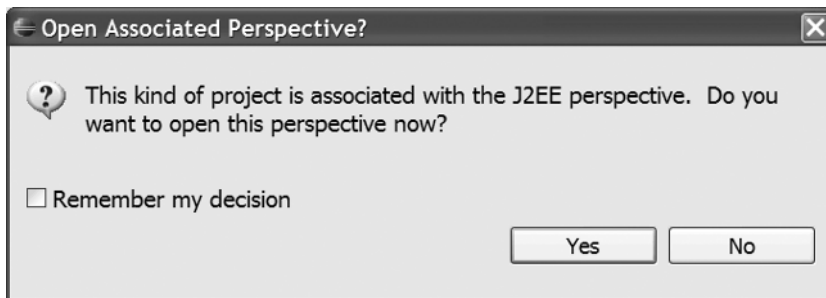 Open Associated Perspective?
This kind of project is associated with the J2EE perspective. Do you
want to open this perspective now?
Remember my decision
Yes No